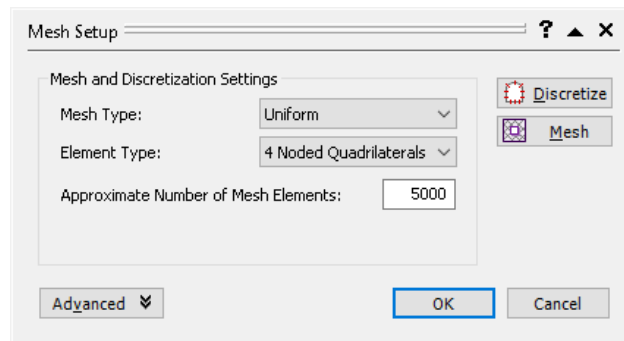 Mesh Setup ?
Mesh and Discretization Settings
Discretize
Mesh Type: Uniform
Mesh
Element Type: 4 Noded Quadrilaterals
Approximate Number of Mesh Elements: 5000
Advanced OK Cancel